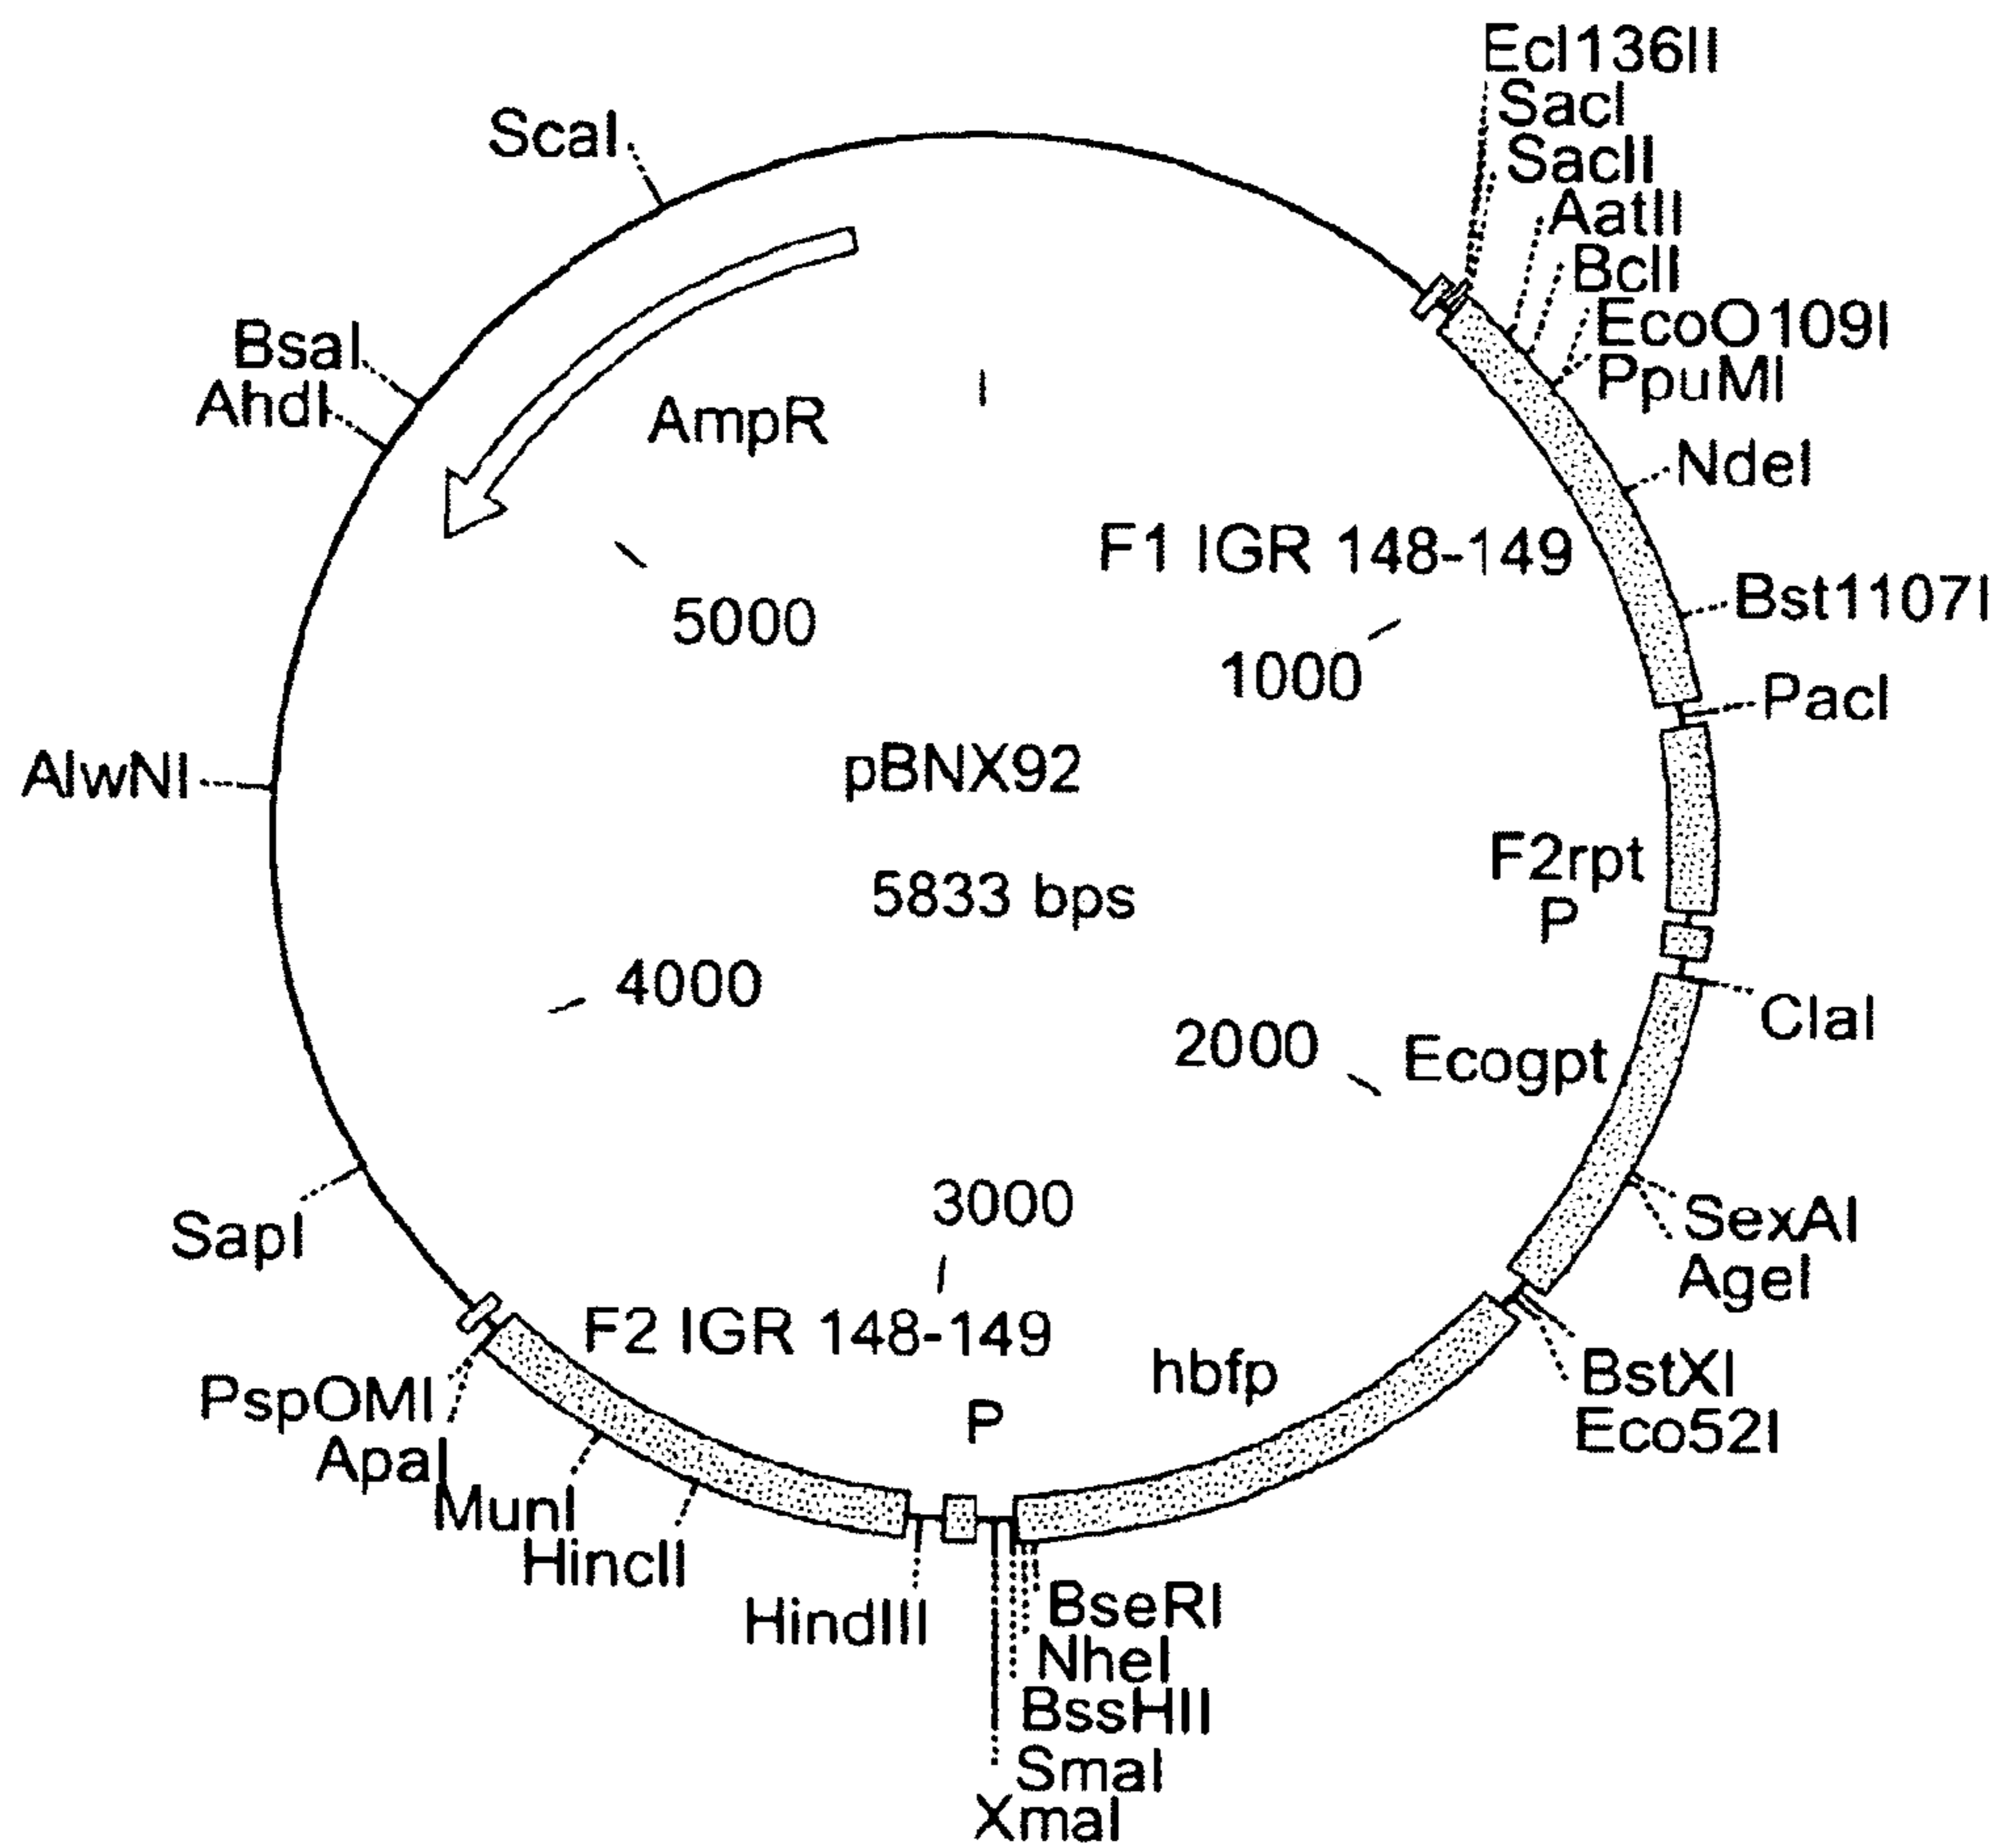 Ecl136II
SacI
SacII
AatII
BclI
EcoO109I
PpuMI
NdeI
Bst1107I
PacI
ClaI
SexAI
AgeI
BstXI
Eco52I
BseRI
NheI
BssHII
SmaI
XmaI
HindIII
HincII
MunI
ApaI
PspOMI
SapI
AlwNI
AhdI
BsaI
ScaI
AmpR
F1 IGR 148-149
F2rpt
P
Ecogpt
hbfp
P
F2 IGR 148-149
1000
2000
3000
4000
5000
pBNX92
5833 bps